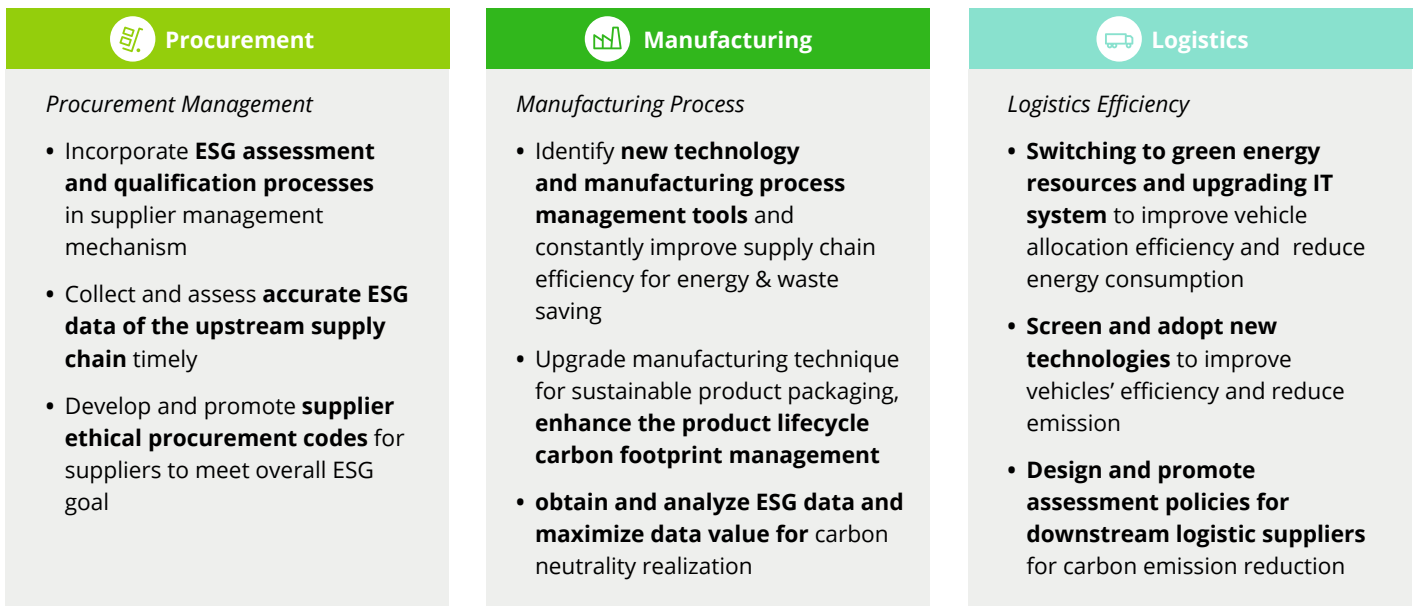 Procurement
Procurement Management
• Incorporate ESG assessment
and qualification processes
in supplier management
mechanism
• Collect and assess accurate ESG
data of the upstream supply
chain timely
• Develop and promote supplier
ethical procurement codes for
suppliers to meet overall ESG
goal
Manufacturing
Manufacturing Process
• Identify new technology
and manufacturing process
management tools and
constantly improve supply chain
efficiency for energy & waste
saving
• Upgrade manufacturing technique
for sustainable product packaging,
enhance the product lifecycle
carbon footprint management
• obtain and analyze ESG data and
maximize data value for carbon
neutrality realization
Logistics
Logistics Efficiency
• Switching to green energy
resources and upgrading IT
system to improve vehicle
allocation efficiency and  reduce
energy consumption
• Screen and adopt new
technologies to improve
vehicles’ efficiency and reduce
emission
• Design and promote
assessment policies for
downstream logistic suppliers
for carbon emission reduction